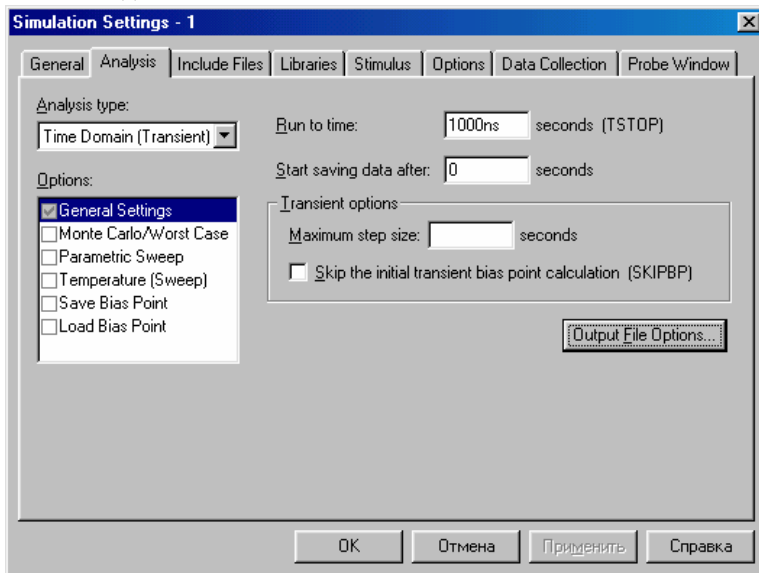 Simulation Settings - 1
General Analysis Include Files Libraries Stimulus Options Data Collection Probe Window
Analysis type:
Time Domain (Transient)
Options:
General Settings
Monte Carlo/Worst Case
Parametric Sweep
Temperature (Sweep)
Save Bias Point
Load Bias Point
Run to time: 1000ns seconds (TSTOP)
Start saving data after: 0 seconds
Transient options
Maximum step size: seconds
Skip the initial transient bias point calculation (SKIPBP)
Output File Options...
OK Отмена Применить Справка